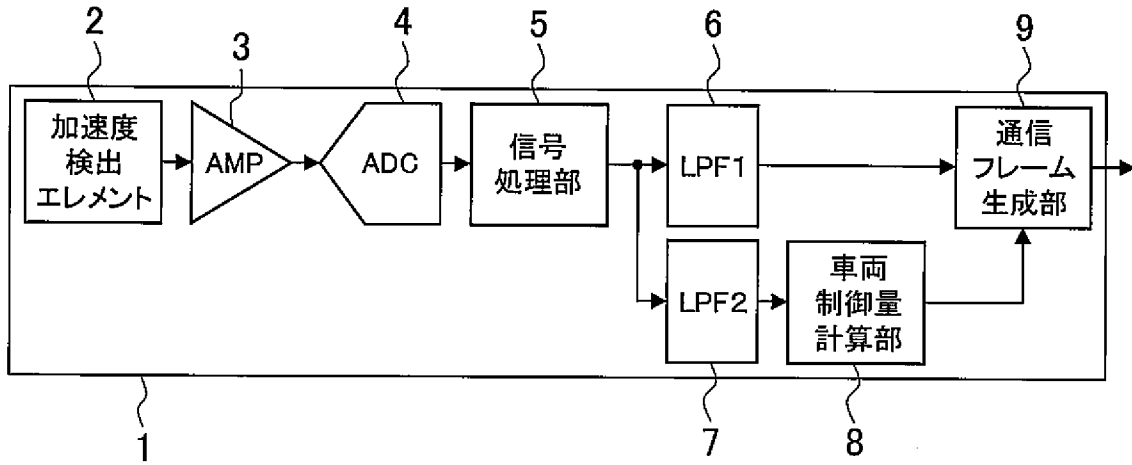 2
3
4
5
6
9
加速度
検出
エレメント
AMP
ADC
信号
処理部
LPF1
通信
フレーム
生成部
LPF2
車両
制御量
計算部
1
7
8